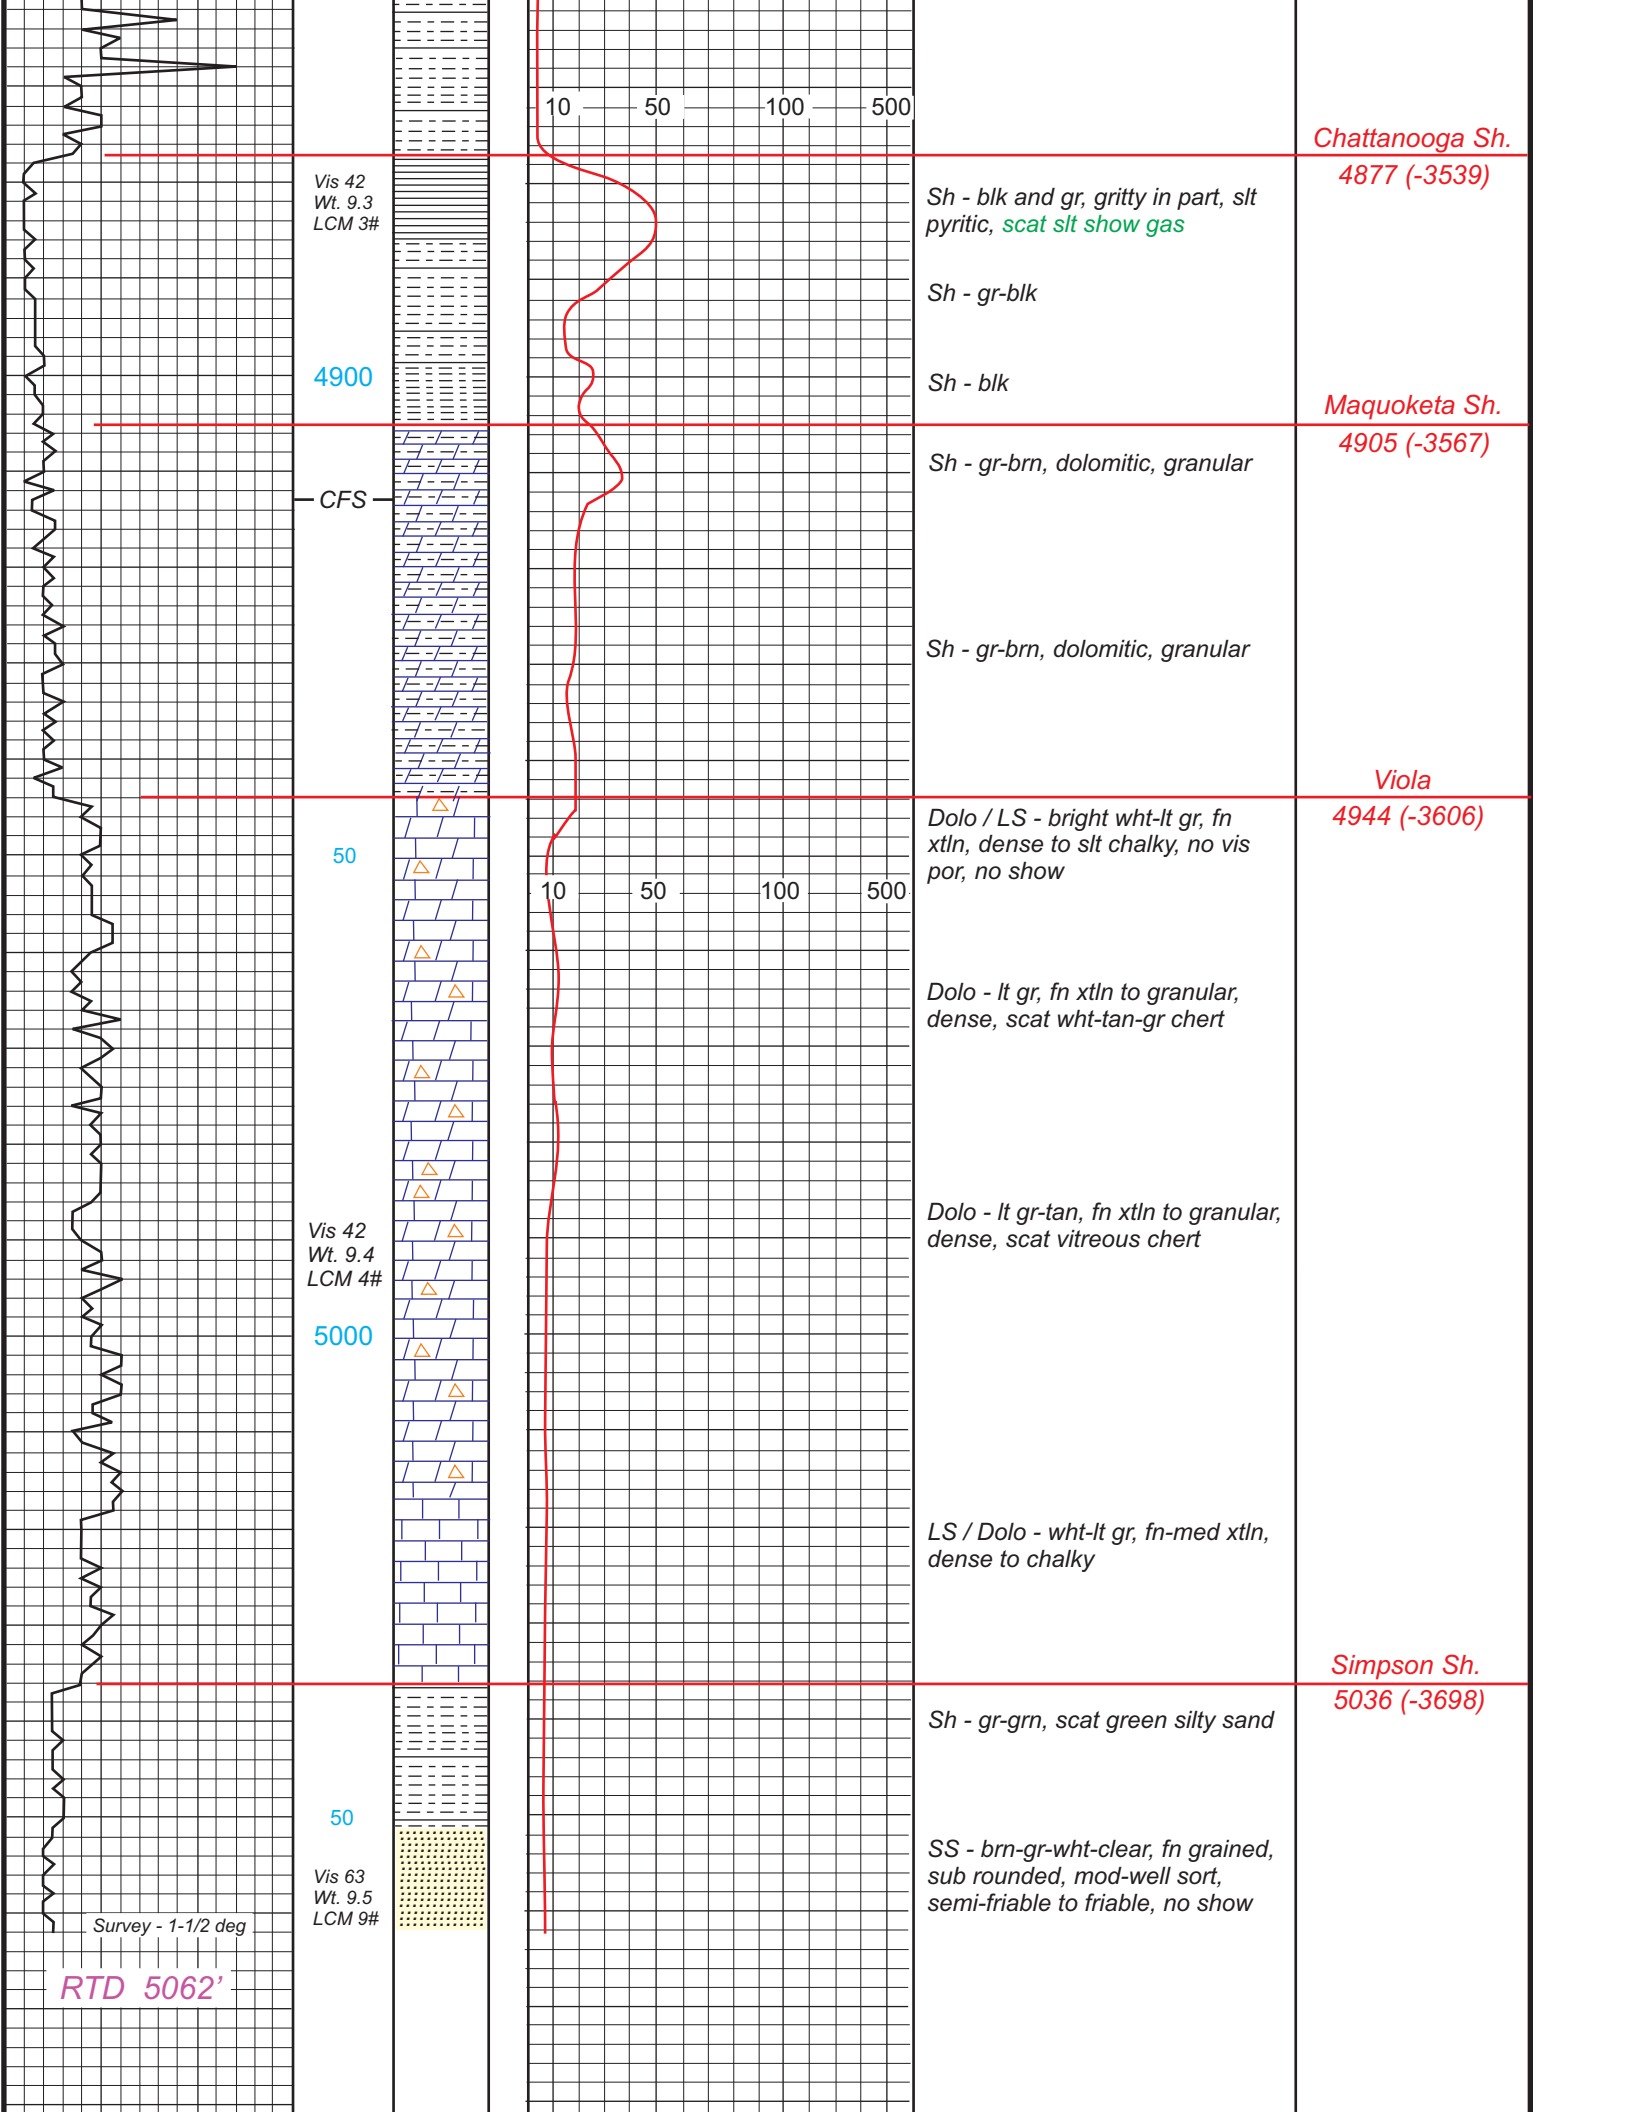 10 50 100 500
Chattanooga Sh.
4877 (-3539)
Vis 42
Wt. 9.3
LCM 3#
Sh - blk and gr, gritty in part, slt
pyritic, scat slt show gas
Sh - gr-blk
4900
Sh - blk
Maquoketa Sh.
4905 (-3567)
Sh - gr-brn, dolomitic, granular
CFS
Sh - gr-brn, dolomitic, granular
Viola
4944 (-3606)
Dolo / LS - bright wht-lt gr, fn
xtln, dense to slt chalky, no vis
por, no show
50
10 50 100 500
Dolo - lt gr, fn xtln to granular,
dense, scat wht-tan-gr chert
Dolo - lt gr-tan, fn xtln to granular,
dense, scat vitreous chert
Vis 42
Wt. 9.4
LCM 4#
5000
LS / Dolo - wht-lt gr, fn-med xtln,
dense to chalky
Simpson Sh.
5036 (-3698)
Sh - gr-grn, scat green silty sand
50
SS - brn-gr-wht-clear, fn grained,
sub rounded, mod-well sort,
semi-friable to friable, no show
Vis 63
Wt. 9.5
LCM 9#
Survey - 1-1/2 deg
RTD 5062’